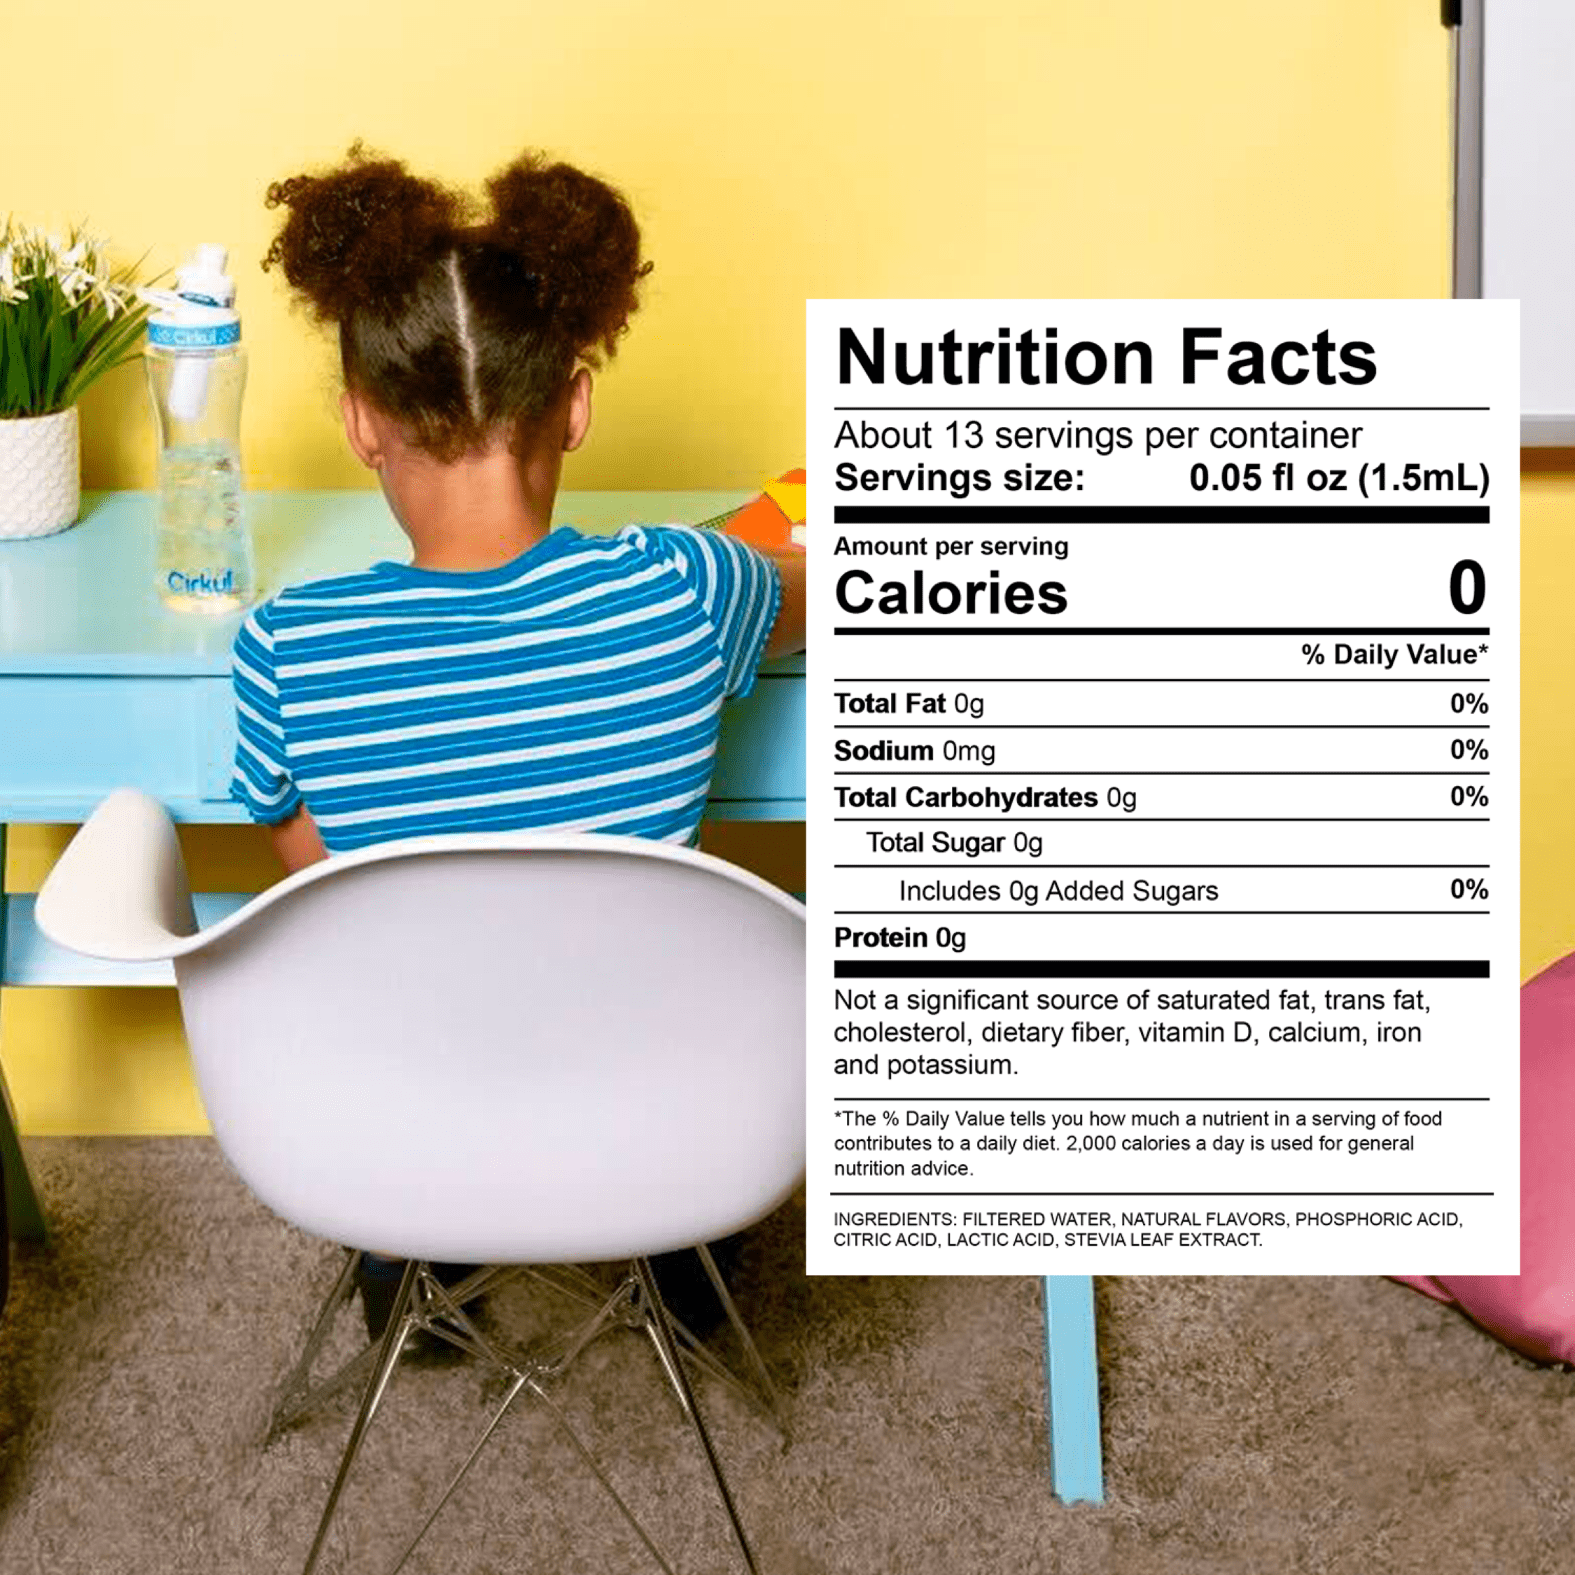 Cirkul
Cirkul
Nutrition Facts
About 13 servings per container
Servings size: 0.05 fl oz (1.5mL)
Amount per serving
Calories 0
% Daily Value*
Total Fat 0g 0%
Sodium 0mg 0%
Total Carbohydrates 0g 0%
Total Sugar 0g
Includes 0g Added Sugars 0%
Protein 0g
Not a significant source of saturated fat, trans fat,
cholesterol, dietary fiber, vitamin D, calcium, iron
and potassium.
*The % Daily Value tells you how much a nutrient in a serving of food
contributes to a daily diet. 2,000 calories a day is used for general
nutrition advice.
INGREDIENTS: FILTERED WATER, NATURAL FLAVORS, PHOSPHORIC ACID,
CITRIC ACID, LACTIC ACID, STEVIA LEAF EXTRACT.